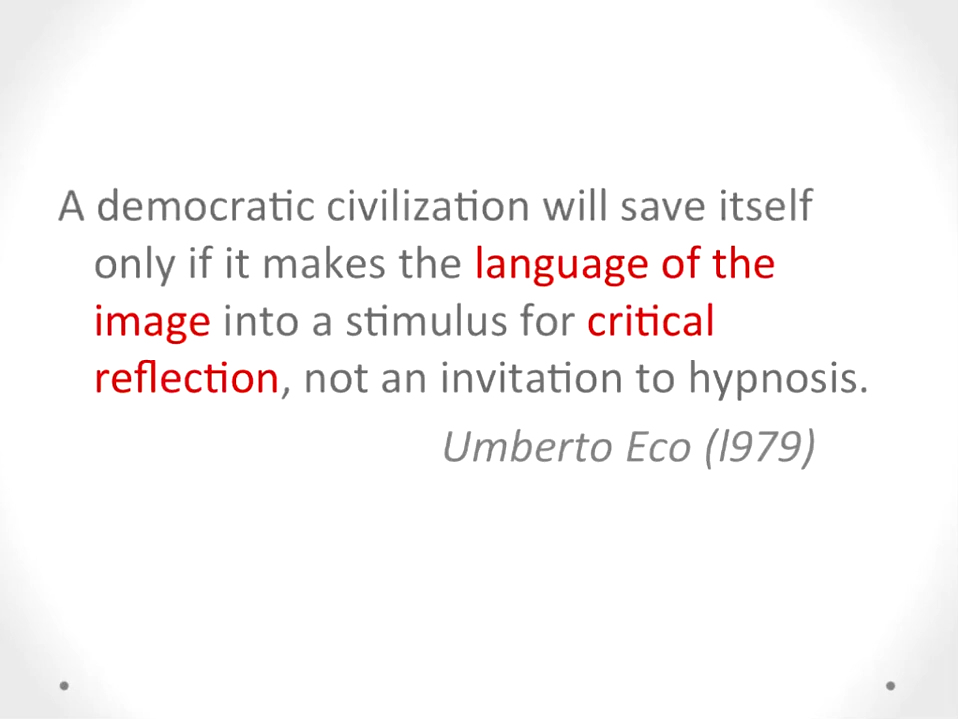 A democratic civilization will save itself
only if it makes the language of the
image into a stimulus for critical
reflection, not an invitation to hypnosis.
Umberto Eco (l979)